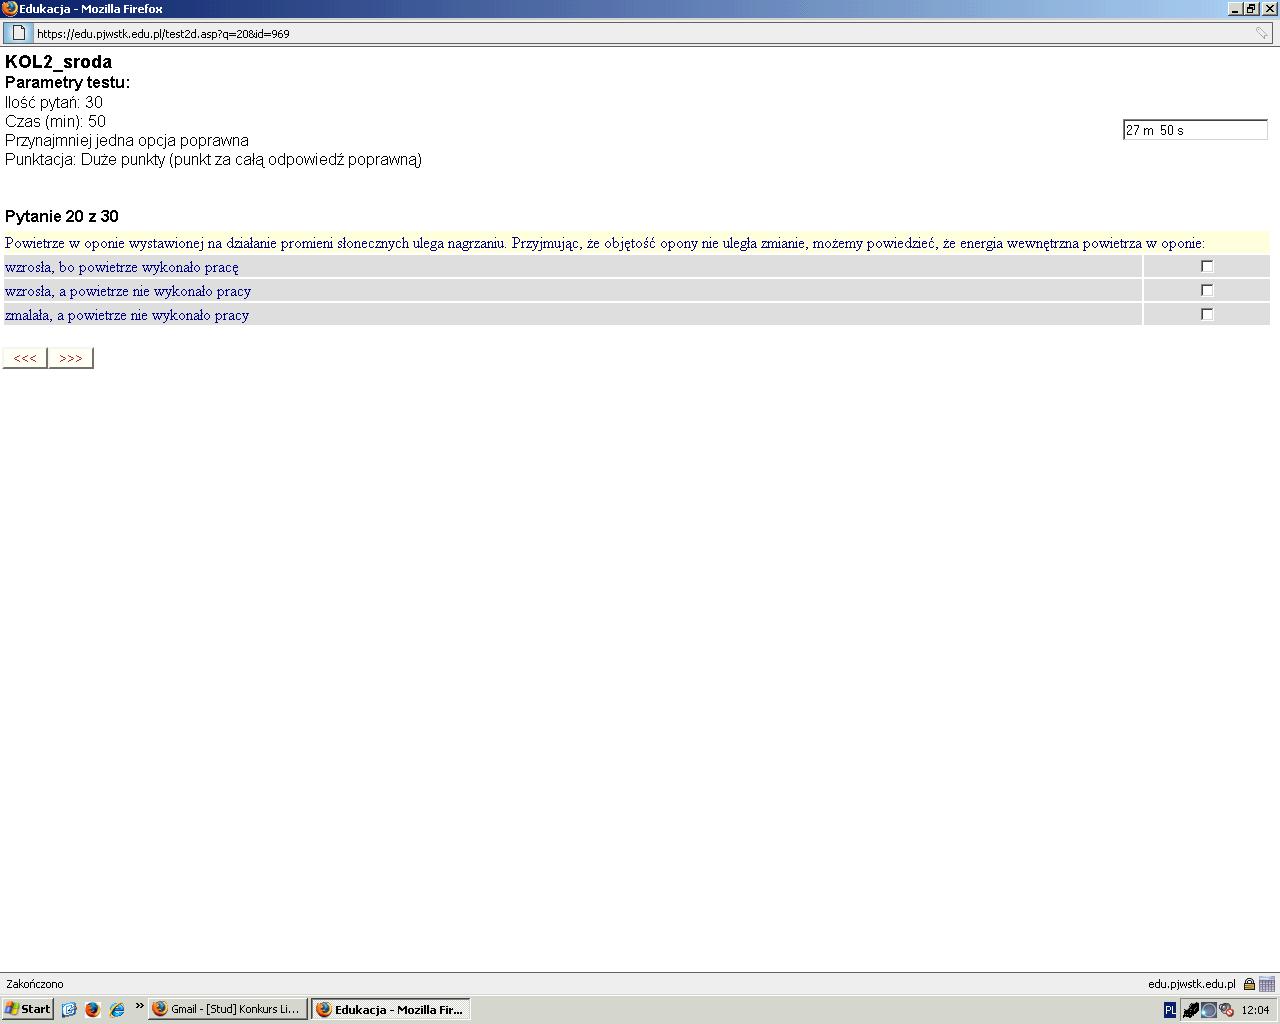 Edukacja - Mozilla Firefox
https://edu.pjwstk.edu.pl/test2d.asp?q=20&id=969
KOL2_sroda
Parametry testu:
Ilość pytań: 30
Czas (min): 50
Przynajmniej jedna opcja poprawna
Punktacja: Duże punkty (punkt za całą odpowiedź poprawną)
27 m 50 s
Pytanie 20 z 30
Powietrze w oponie wystawionej na działanie promieni słonecznych ulega nagrzaniu. Przyjmując, że objętość opony nie uległa zmianie, możemy powiedzieć, że energia wewnętrzna powietrza w oponie:
wzrosła, bo powietrze wykonało pracę
wzrosła, a powietrze nie wykonało pracy
zmalała, a powietrze nie wykonało pracy
<<< >>>
Zakończono
edu.pjwstk.edu.pl
Start
»
Gmail - [Stud] Konkurs Li...
Edukacja - Mozilla Fir...
PL
12:04